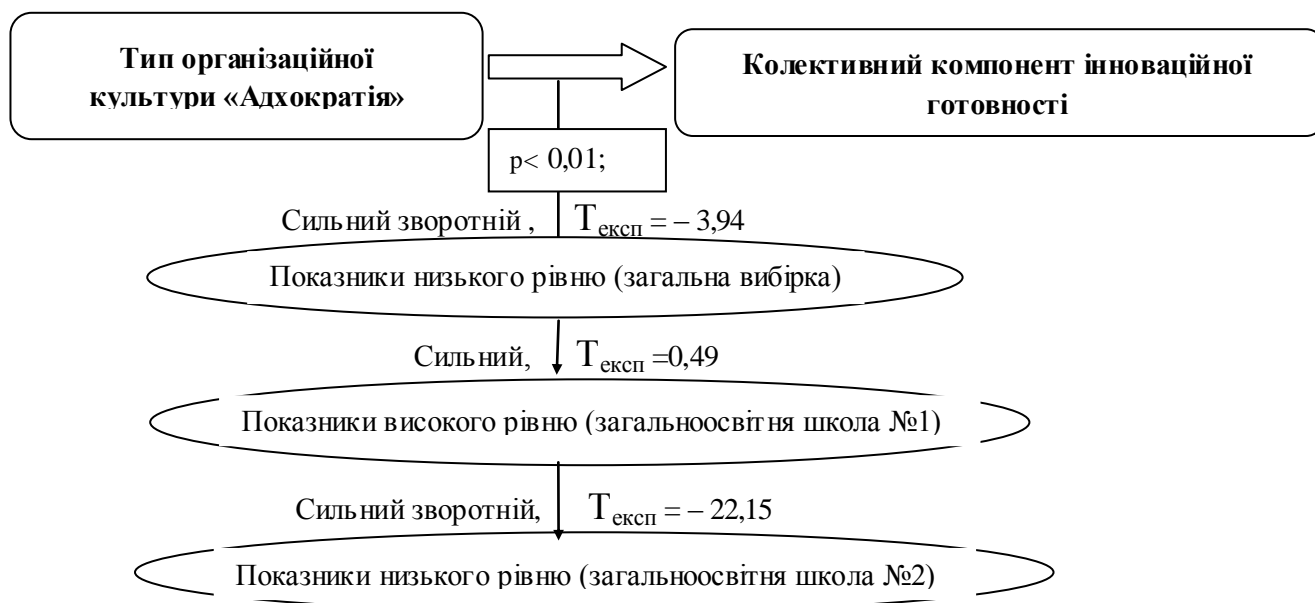 Тип організаційної
культури «Адхократія»
Колективний компонент інноваційної
готовності
p< 0,01;
Сильний зворотній , Tексп = – 3,94
Показники низького рівню (загальна вибірка)
Сильний, Tексп =0,49
Показники високого рівню (загальноосвітня школа №1)
Сильний зворотній, Tексп = – 22,15
Показники низького рівню (загальноосвітня школа №2)